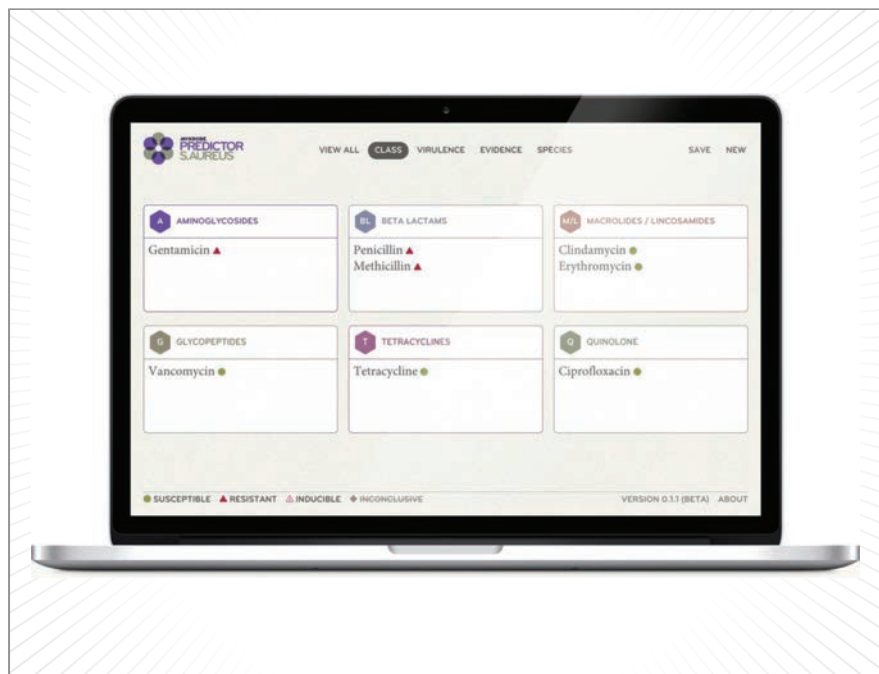 MYKROBE
PREDICTOR
S.AUREUS
VIEW ALL CLASS VIRULENCE EVIDENCE SPECIES SAVE NEW
A AMINOGLYCOSIDES
Gentamicin
BL BETA LACTAMS
Penicillin
Methicillin
M/L MACROLIDES / LINCOSAMIDES
Clindamycin
Erythromycin
G GLYCOPEPTIDES
Vancomycin
T TETRACYCLINES
Tetracycline
Q QUINOLONE
Ciprofloxacin
SUSCEPTIBLE RESISTANT INDUCIBLE INCONCLUSIVE VERSION 0.1.1 (BETA) ABOUT